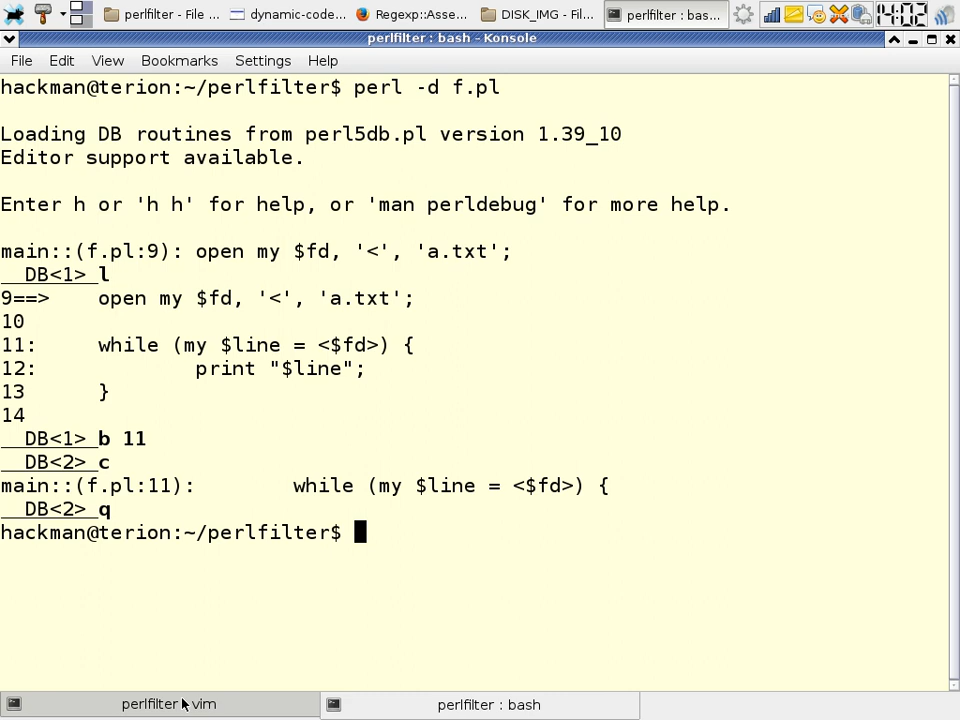 perlfilter - File ...
dynamic-code...
Regexp::Asse...
DISK_IMG - Fil...
perlfilter : bas...
14:02
perlfilter : bash - Konsole
File Edit View Bookmarks Settings Help
hackman@terion:~/perlfilter$ perl -d f.pl
Loading DB routines from perl5db.pl version 1.39_10
Editor support available.
Enter h or 'h h' for help, or 'man perldebug' for more help.
main::(f.pl:9): open my $fd, '<', 'a.txt';
  DB<1> l
9==>    open my $fd, '<', 'a.txt';
10
11:     while (my $line = <$fd>) {
12:             print "$line";
13      }
14
  DB<1> b 11
  DB<2> c
main::(f.pl:11):        while (my $line = <$fd>) {
  DB<2> q
hackman@terion:~/perlfilter$
perlfilter : vim
perlfilter : bash